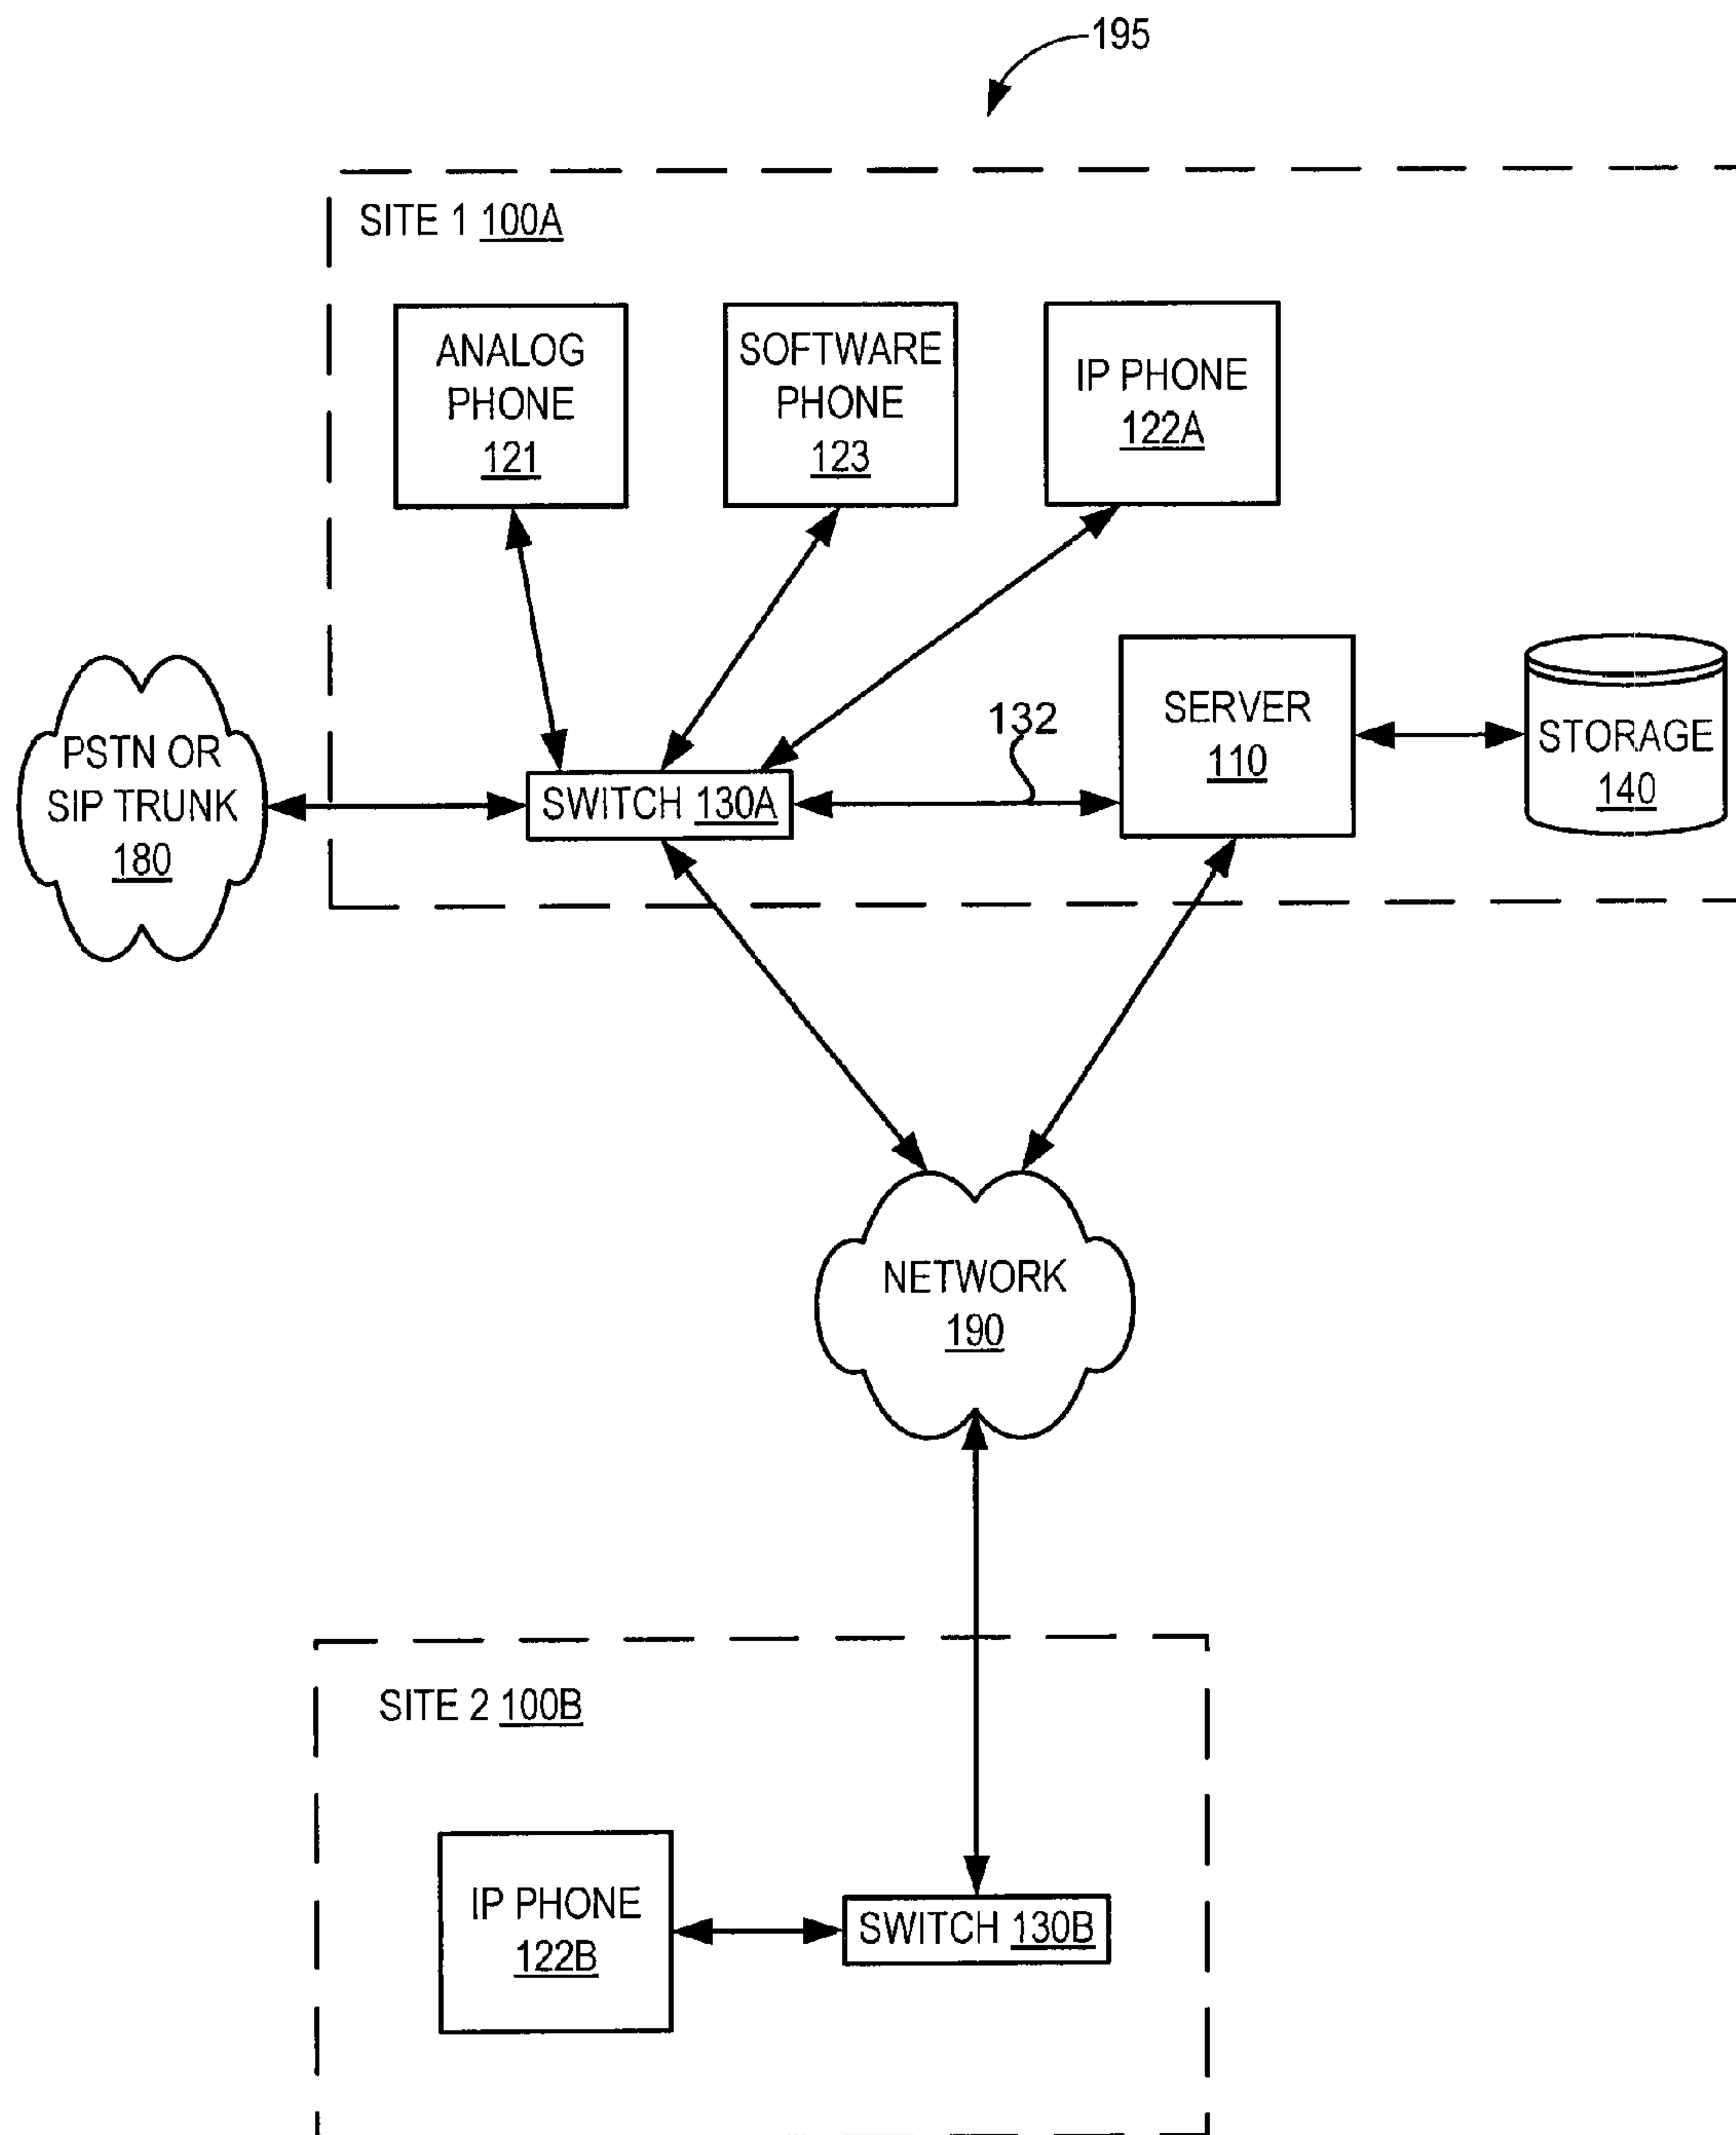 195
SITE 1 100A
ANALOG
PHONE
121
SOFTWARE
PHONE
123
IP PHONE
122A
PSTN OR
SIP TRUNK
180
SWITCH 130A
132
SERVER
110
STORAGE
140
NETWORK
190
SITE 2 100B
IP PHONE
122B
SWITCH 130B